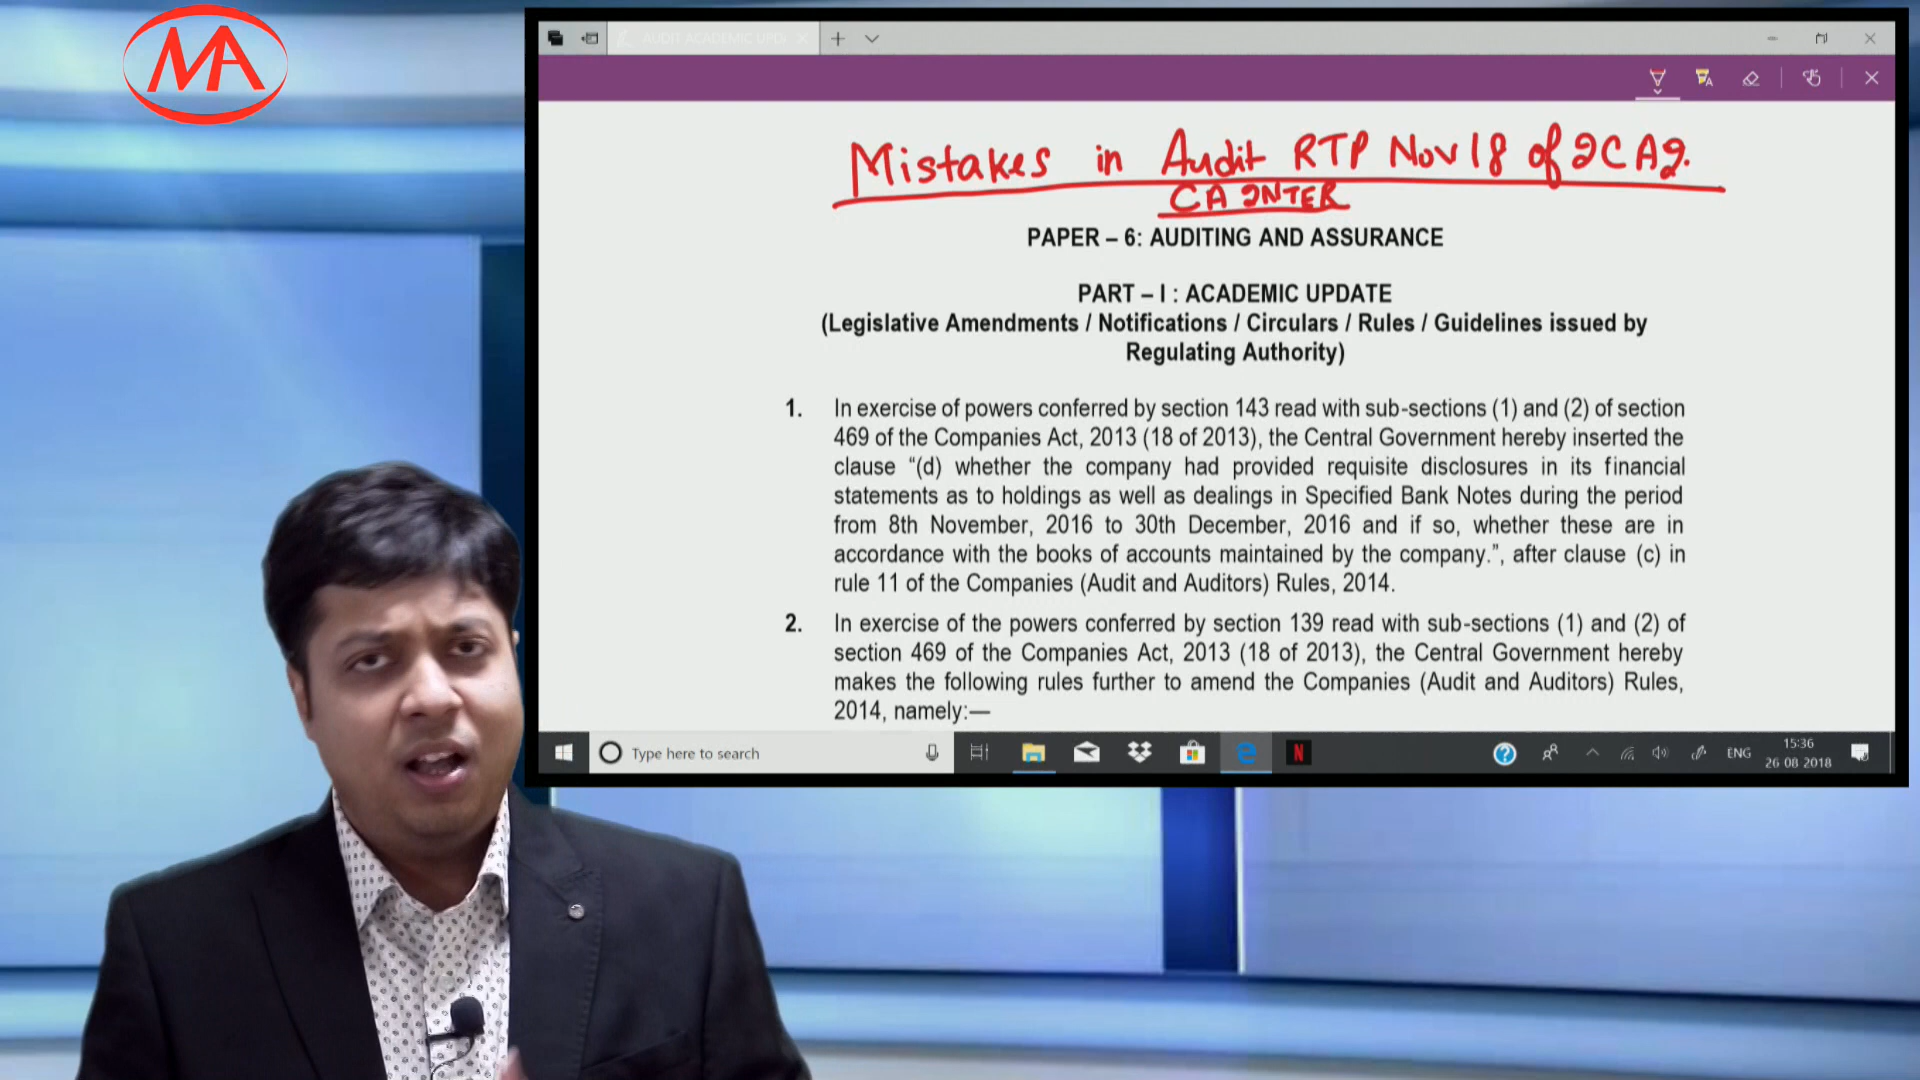 MA
AUDIT ACADEMIC UPD
Mistakes in Audit RTP Nov 18 of ICAI.
CA INTER
PAPER – 6: AUDITING AND ASSURANCE
PART – I : ACADEMIC UPDATE
(Legislative Amendments / Notifications / Circulars / Rules / Guidelines issued by
Regulating Authority)
1. In exercise of powers conferred by section 143 read with sub-sections (1) and (2) of section
469 of the Companies Act, 2013 (18 of 2013), the Central Government hereby inserted the
clause “(d) whether the company had provided requisite disclosures in its financial
statements as to holdings as well as dealings in Specified Bank Notes during the period
from 8th November, 2016 to 30th December, 2016 and if so, whether these are in
accordance with the books of accounts maintained by the company.”, after clause (c) in
rule 11 of the Companies (Audit and Auditors) Rules, 2014.
2. In exercise of the powers conferred by section 139 read with sub-sections (1) and (2) of
section 469 of the Companies Act, 2013 (18 of 2013), the Central Government hereby
makes the following rules further to amend the Companies (Audit and Auditors) Rules,
2014, namely:—
Type here to search
N
ENG
15:36
26 08 2018